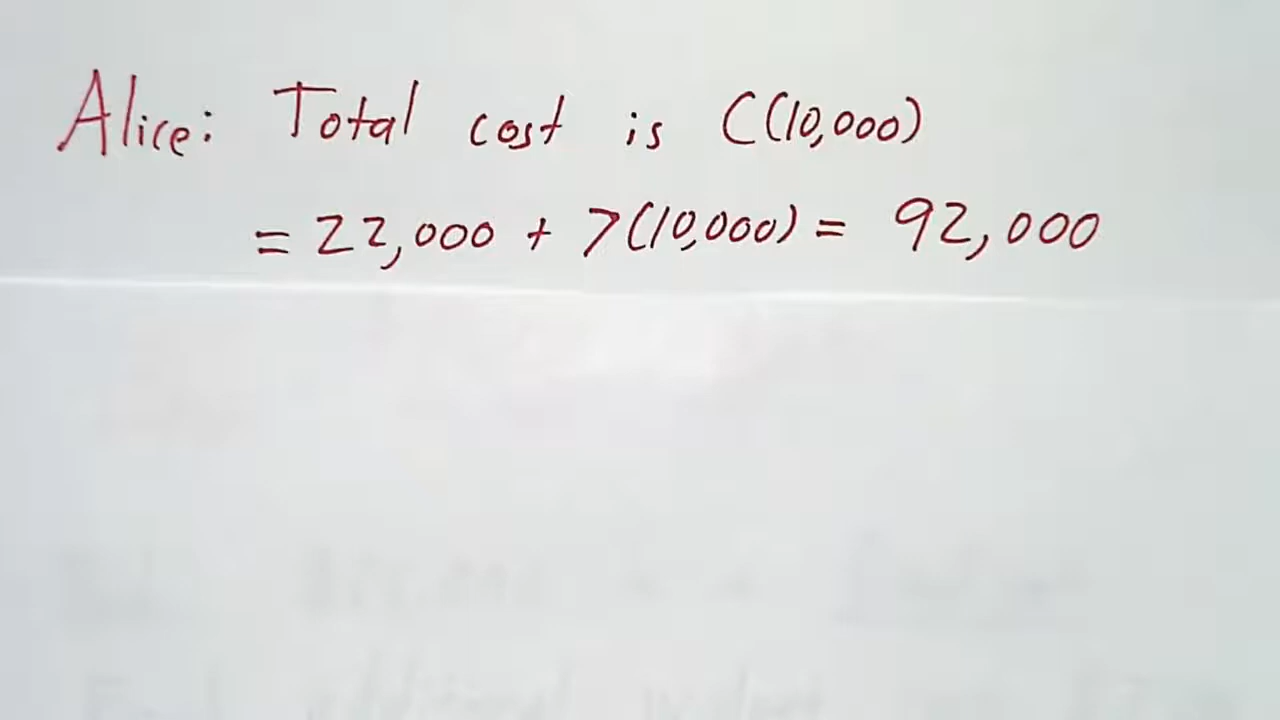 Alice: Total cost is C(10,000)
= 22,000 + 7(10,000) = 92,000